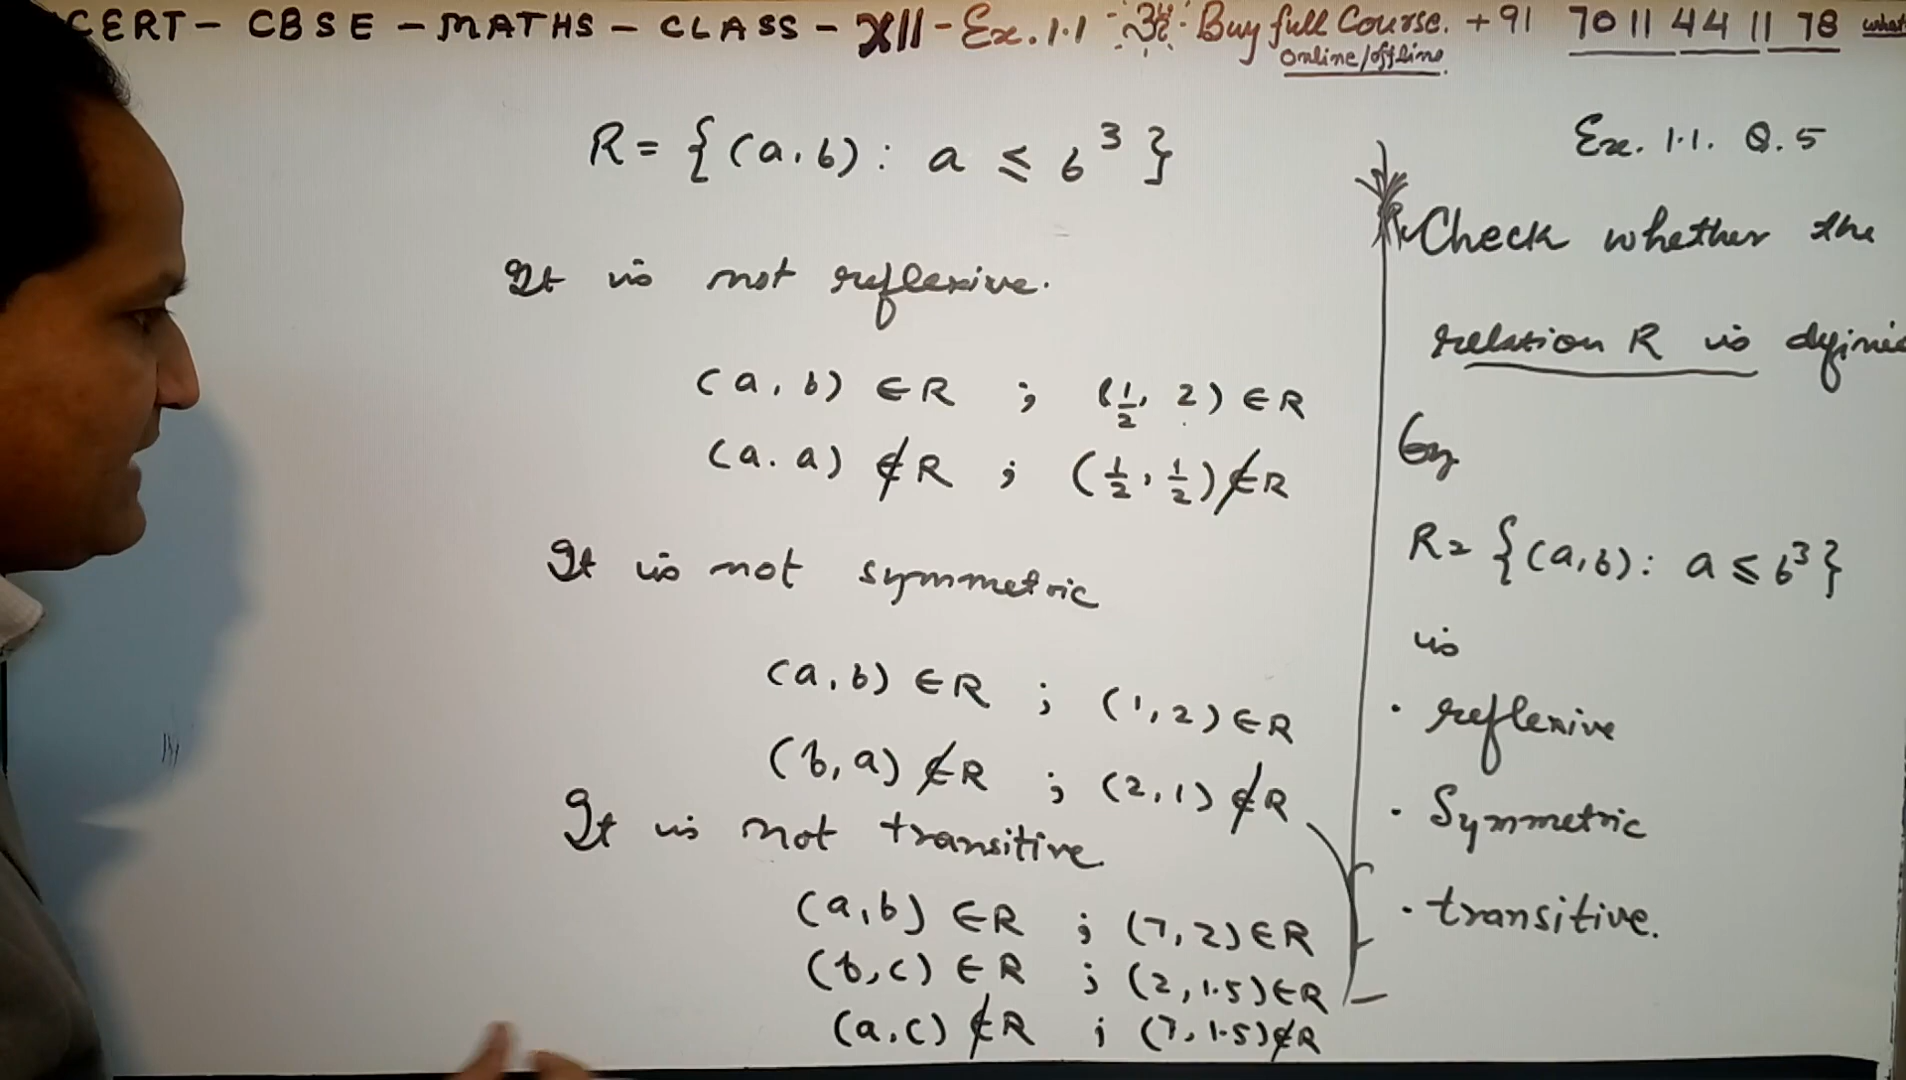 CERT - CBSE - MATHS - CLASS - XII - Ex. 1.1 Buy full Course. +91 70 11 44 11 78 what
Online/offline
R = {(a, b) : a ≤ b³}
It is not reflexive.
(a, b) ∈ R ; (1/2, 2) ∈ R
(a. a) ∉ R ; (1/2, 1/2) ∉ R
It is not symmetric
(a, b) ∈ R ; (1, 2) ∈ R
(b, a) ∉ R ; (2, 1) ∉ R
It is not transitive.
(a, b) ∈ R ; (7, 2) ∈ R
(b, c) ∈ R ; (2, 1.5) ∈ R
(a, c) ∉ R ; (7, 1.5) ∉ R
Ex. 1.1. Q. 5
Check whether the
relation R is define
by
R = {(a, b) : a ≤ b³}
is
· reflexive
· Symmetric
· transitive.